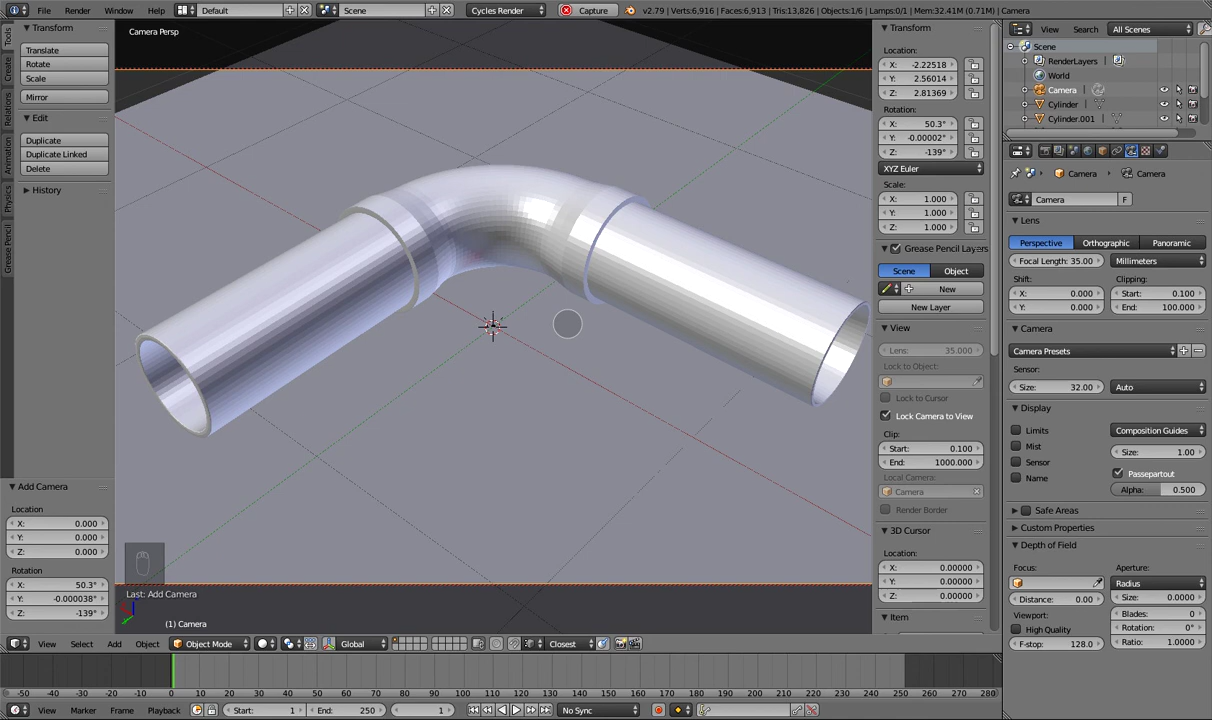 File Render Window Help Default Scene Cycles Render Capture v2.79 | Verts:6,916 | Faces:6,913 | Tris:13,826 | Objects:1/6 | Lamps:0/1 | Mem:32.41M (0.71M) | Camera
Tools
Create
Relations
Animation
Physics
Grease Pencil
Transform
Translate
Rotate
Scale
Mirror
Edit
Duplicate
Duplicate Linked
Delete
History
Add Camera
Location
X: 0.000
Y: 0.000
Z: 0.000
Rotation
X: 50.3°
Y: -0.000038°
Z: -139°
Camera Persp
Last: Add Camera
(1) Camera
Transform
Location:
X: -2.22518
Y: 2.56014
Z: 2.81369
Rotation:
X: 50.3°
Y: -0.00002°
Z: -139°
XYZ Euler
Scale:
X: 1.000
Y: 1.000
Z: 1.000
Grease Pencil Layers
Scene Object
New
New Layer
View
Lens: 35.000
Lock to Object:
Lock to Cursor
Lock Camera to View
Clip:
Start: 0.100
End: 1000.000
Local Camera:
Camera
Render Border
3D Cursor
Location:
X: 0.00000
Y: 0.00000
Z: 0.00000
Item
View Search All Scenes
Scene
RenderLayers
World
Camera
Cylinder
Cylinder.001
Camera Camera
Camera F
Lens
Perspective Orthographic Panoramic
Focal Length: 35.00 Millimeters
Shift: Clipping:
X: 0.000 Start: 0.100
Y: 0.000 End: 100.000
Camera
Camera Presets
Sensor:
Size: 32.00 Auto
Display
Limits Composition Guides
Mist Size: 1.00
Sensor Passepartout
Name Alpha: 0.500
Safe Areas
Custom Properties
Depth of Field
Focus: Aperture:
Radius
Distance: 0.00 Size: 0.0000
Viewport: Blades: 0
High Quality Rotation: 0°
F-stop: 128.0 Ratio: 1.0000
View Select Add Object Object Mode Global Closest
-50 -40 -30 -20 -10 0 10 20 30 40 50 60 70 80 90 100 110 120 130 140 150 160 170 180 190 200 210 220 230 240 250 260 270 280
View Marker Frame Playback Start: 1 End: 250 1 No Sync